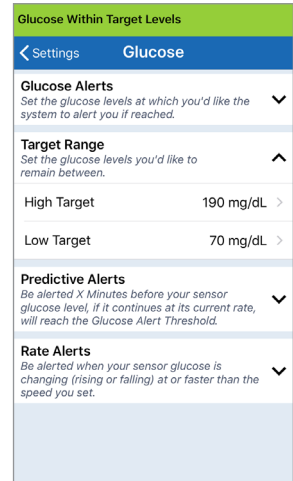 Glucose Within Target Levels
Settings
Glucose
Glucose Alerts
Set the glucose levels at which you'd like the
system to alert you if reached.
Target Range
Set the glucose levels you'd like to
remain between.
High Target 190 mg/dL
Low Target 70 mg/dL
Predictive Alerts
Be alerted X Minutes before your sensor
glucose level, if it continues at its current rate,
will reach the Glucose Alert Threshold.
Rate Alerts
Be alerted when your sensor glucose is
changing (rising or falling) at or faster than the
speed you set.